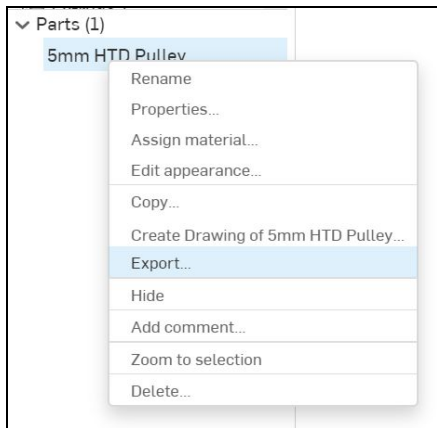 Parts (1)
5mm HTD Pulley
Rename
Properties...
Assign material...
Edit appearance...
Copy...
Create Drawing of 5mm HTD Pulley...
Export...
Hide
Add comment...
Zoom to selection
Delete...